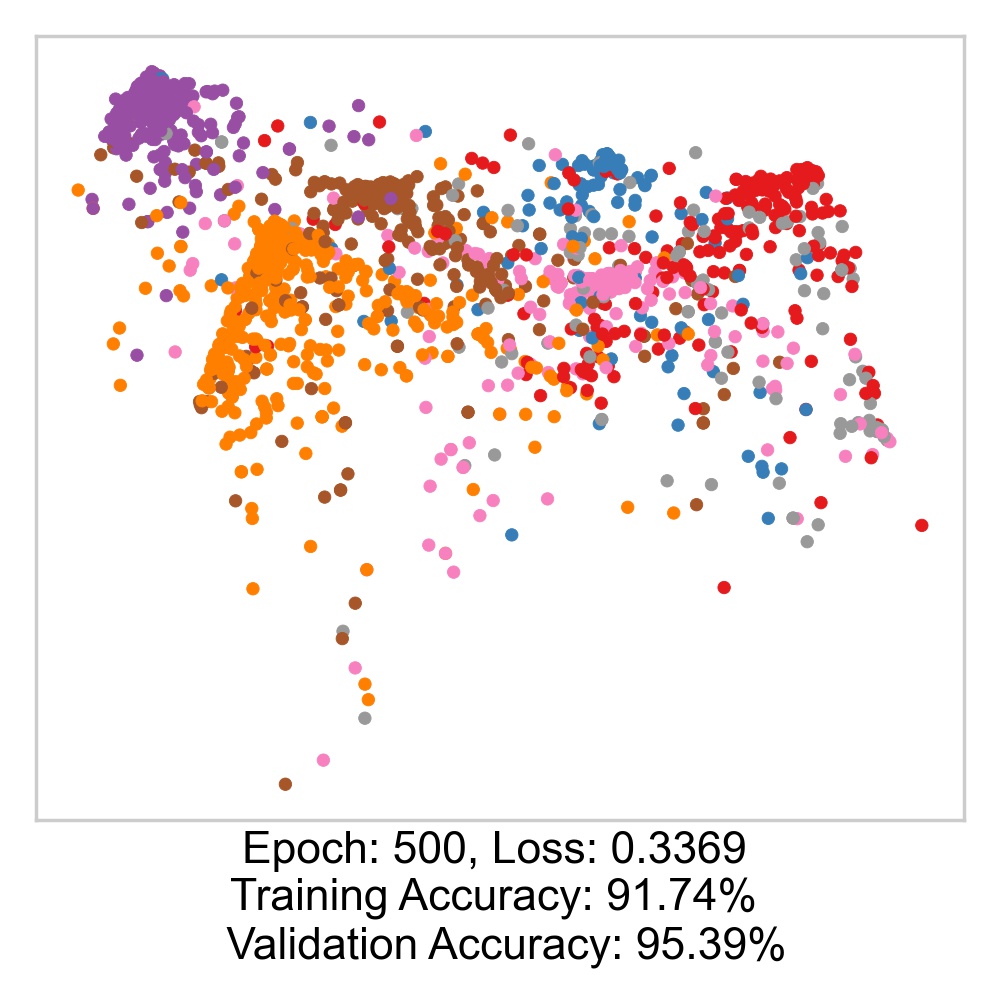 Epoch: 500, Loss: 0.3369
Training Accuracy: 91.74%
Validation Accuracy: 95.39%